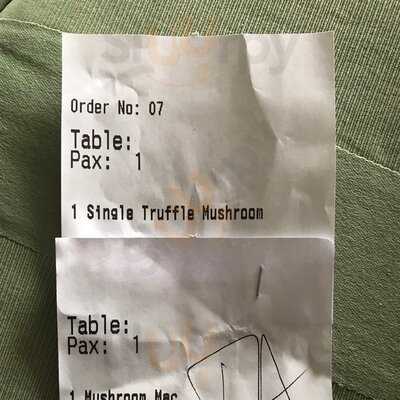 Order No: 07
Table:
Pax: 1
1 Single Truffle Mushroom
Table:
Pax: 1
1 Mushroom Mac